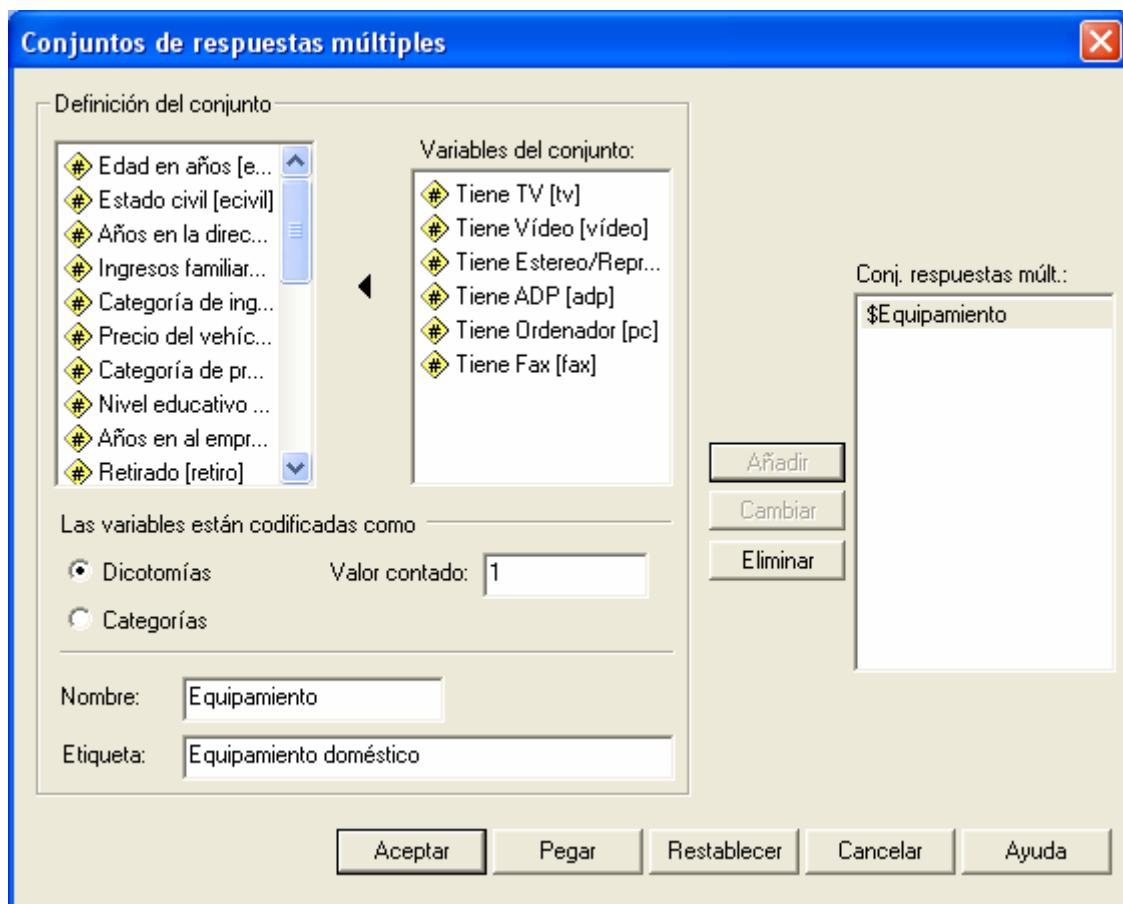 Conjuntos de respuestas múltiples
Definición del conjunto
Edad en años [e...
Estado civil [ecivil]
Años en la direc...
Ingresos familiar...
Categoría de ing...
Precio del vehíc...
Categoría de pr...
Nivel educativo ...
Años en al empr...
Retirado [retiro]
Variables del conjunto:
Tiene TV [tv]
Tiene Vídeo [vídeo]
Tiene Estereo/Repr...
Tiene ADP [adp]
Tiene Ordenador [pc]
Tiene Fax [fax]
Las variables están codificadas como
Dicotomías
Valor contado: 1
Categorías
Nombre: Equipamiento
Etiqueta: Equipamiento doméstico
Añadir
Cambiar
Eliminar
Conj. respuestas múlt.:
$Equipamiento
Aceptar
Pegar
Restablecer
Cancelar
Ayuda